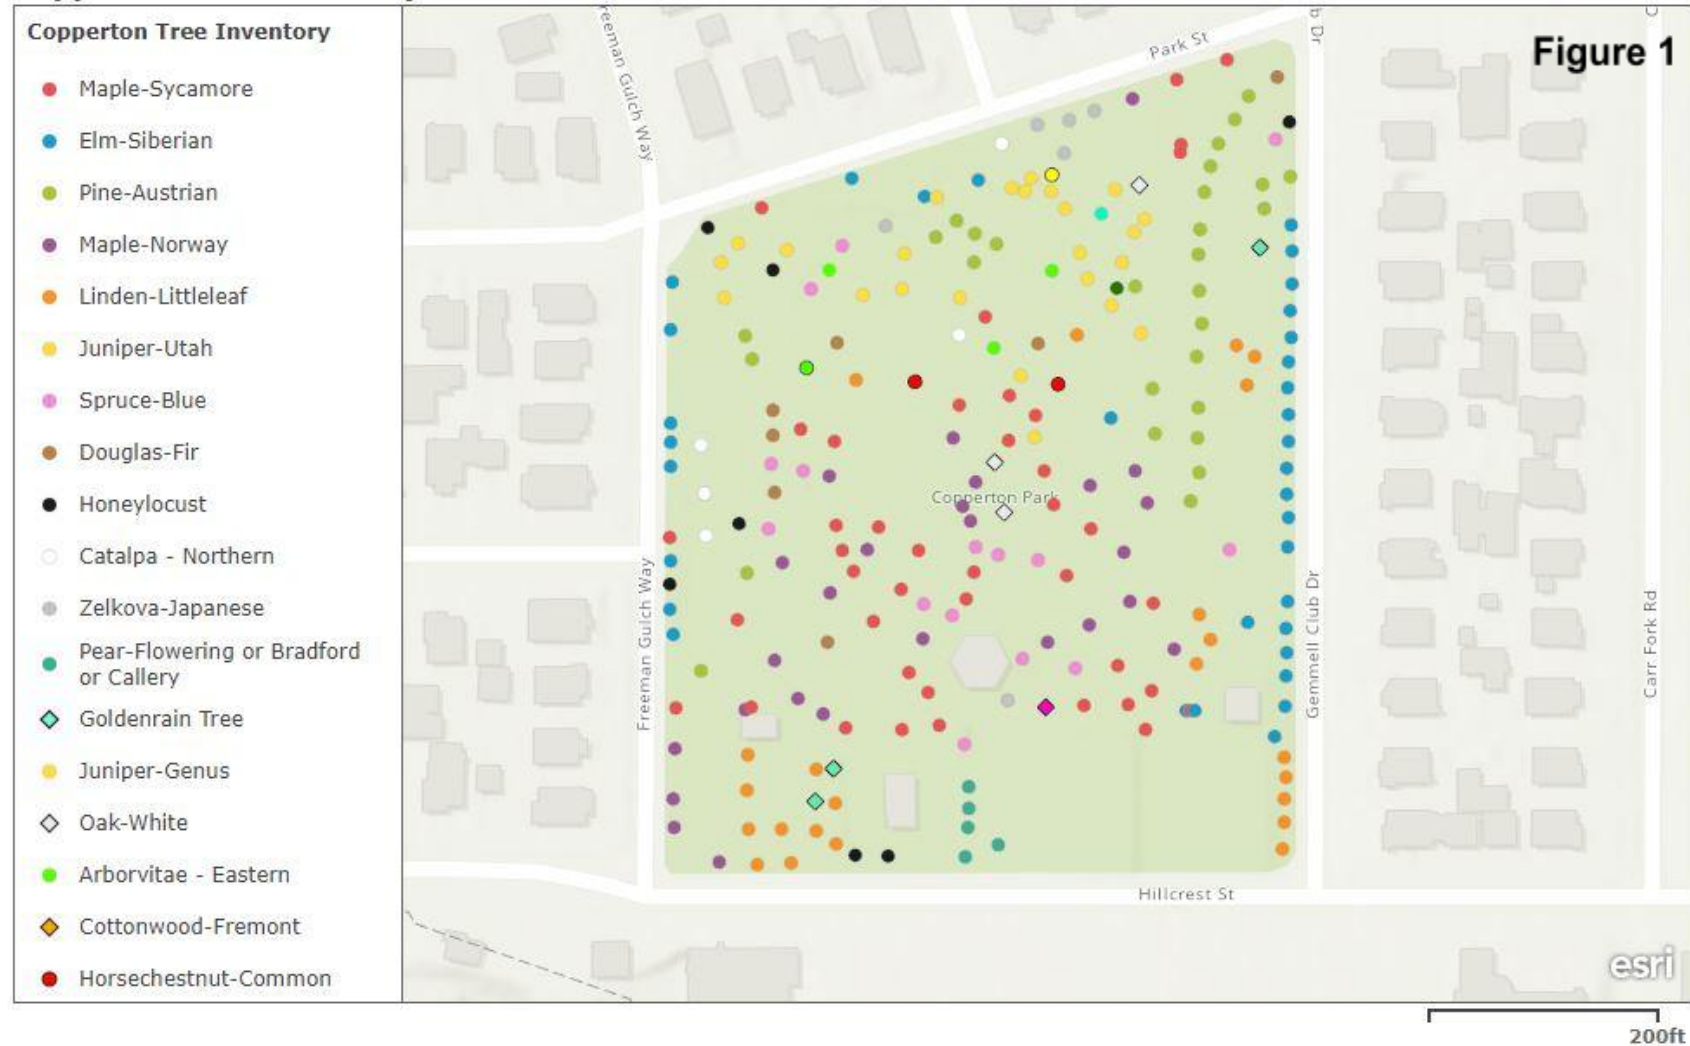 Copperton Tree Inventory
Maple-Sycamore
Elm-Siberian
Pine-Austrian
Maple-Norway
Linden-Littleleaf
Juniper-Utah
Spruce-Blue
Douglas-Fir
Honeylocust
Catalpa - Northern
Zelkova-Japanese
Pear-Flowering or Bradford
or Callery
Goldenrain Tree
Juniper-Genus
Oak-White
Arborvitae - Eastern
Cottonwood-Fremont
Horsechestnut-Common
Figure 1
reeman Gulch Way
Park St
b Dr
C
Copperton Park
Freeman Gulch Way
Gemmell Club Dr
Carr Fork Rd
Hillcrest St
esri
200ft